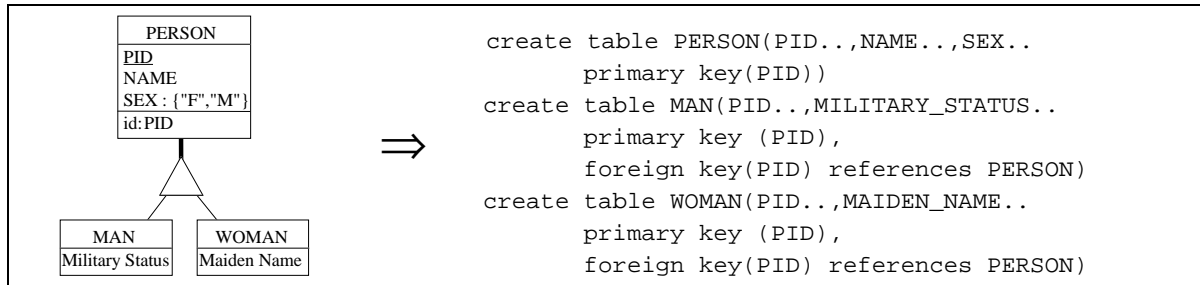 PERSON
PID
NAME
SEX : {"F","M"}
id:PID
MAN
Military Status
WOMAN
Maiden Name
⇒
create table PERSON(PID..,NAME..,SEX..
primary key(PID))
create table MAN(PID..,MILITARY_STATUS..
primary key (PID),
foreign key(PID) references PERSON)
create table WOMAN(PID..,MAIDEN_NAME..
primary key (PID),
foreign key(PID) references PERSON)